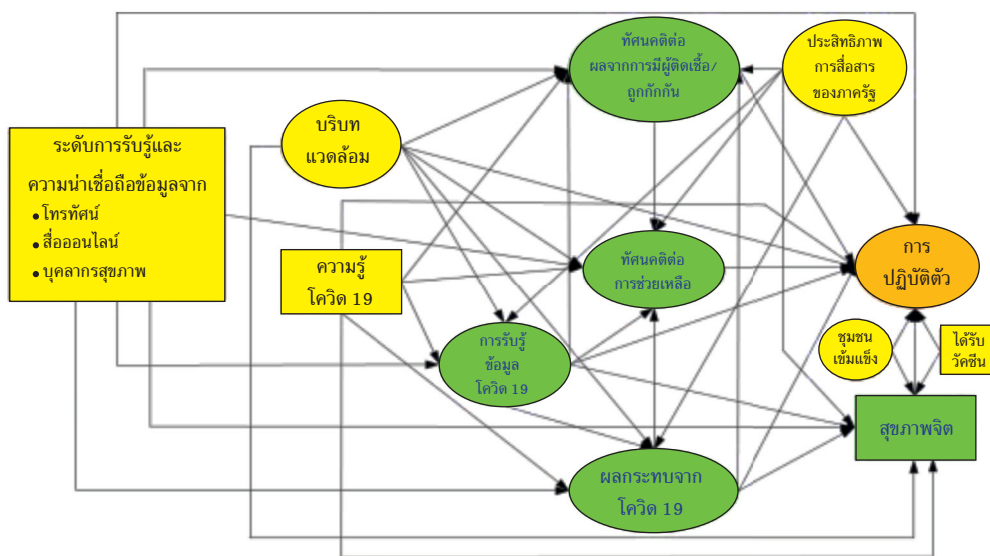 ทัศนคติต่อ
ผลจากการมีผู้ติดเชื้อ/
ถูกกักกัน
ประสิทธิภาพ
การสื่อสาร
ของภาครัฐ
บริบท
แวดล้อม
ระดับการรับรู้และ
ความน่าเชื่อถือข้อมูลจาก
• โทรทัศน์
• สื่อออนไลน์
• บุคลากรสุขภาพ
ความรู้
โควิด 19
ทัศนคติต่อ
การช่วยเหลือ
การ
ปฏิบัติตัว
การรับรู้
ข้อมูล
โควิด 19
ชุมชน
เข้มแข็ง
ได้รับ
วัคซีน
สุขภาพจิต
ผลกระทบจาก
โควิด 19